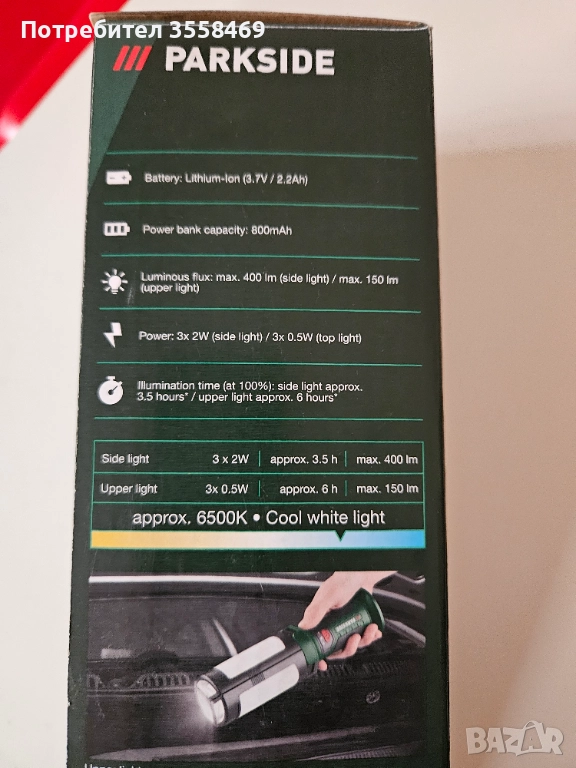 Потребител 3558469
PARKSIDE
Battery: Lithium-Ion (3.7V / 2.2Ah)
Power bank capacity: 800mAh
Luminous flux: max. 400 lm (side light) / max. 150 lm
(upper light)
Power: 3x 2W (side light) / 3x 0.5W (top light)
Illumination time (at 100%): side light approx.
3.5 hours* / upper light approx. 6 hours*
Side light 3 x 2W approx. 3.5 h max. 400 lm
Upper light 3x 0.5W approx. 6 h max. 150 lm
approx. 6500K • Cool white light
BAZAR